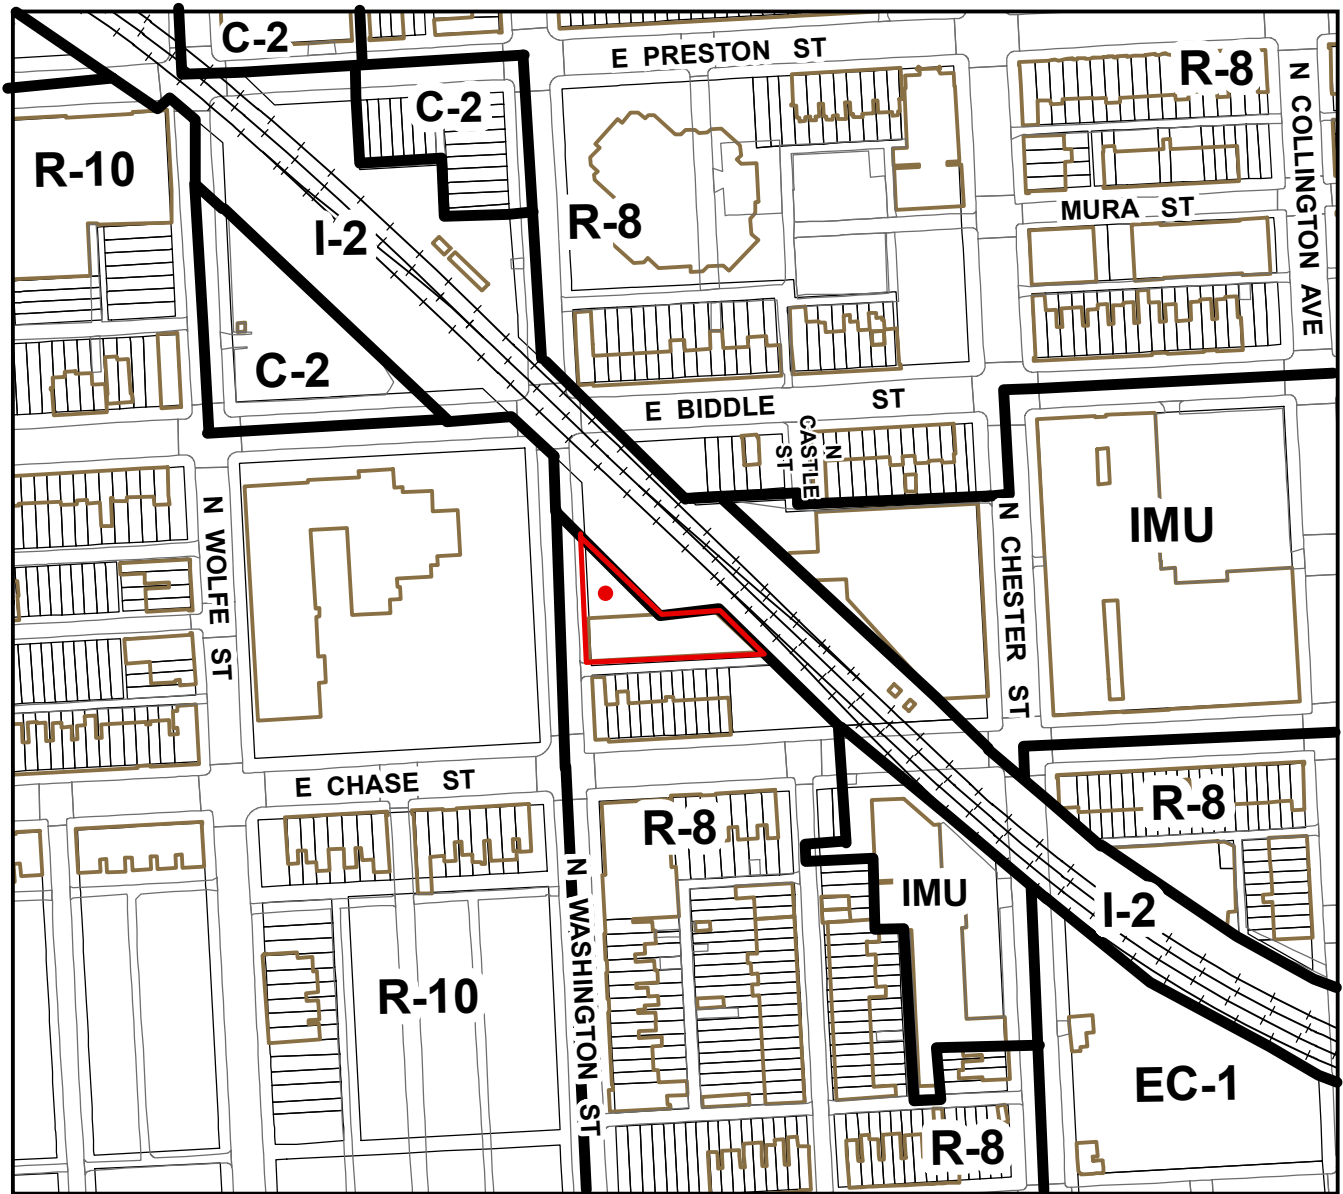 C-2
E PRESTON ST
R-8
C-2
N COLLINGTON AVE
R-10
MURA ST
I-2
R-8
C-2
E BIDDLE ST
N CASTLE ST
IMU
N WOLFE ST
N CHESTER ST
E CHASE ST
R-8
R-8
IMU
I-2
N WASHINGTON ST
R-10
EC-1
R-8